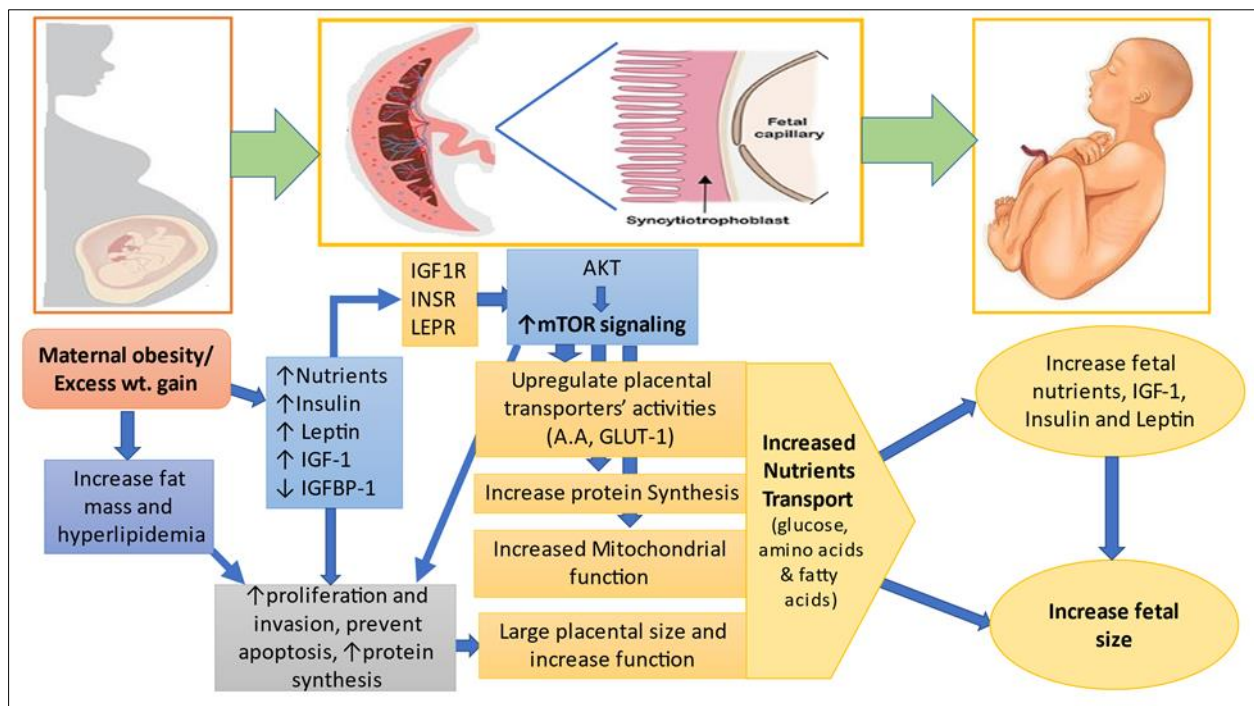 Fetal
capillary
Syncytiotrophoblast
IGF1R
INSR
LEPR
AKT
↑mTOR signaling
Maternal obesity/
Excess wt. gain
↑Nutrients
↑Insulin
↑ Leptin
↑ IGF-1
↓ IGFBP-1
Increase fat
mass and
hyperlipidemia
↑proliferation and
invasion, prevent
apoptosis, ↑protein
synthesis
Upregulate placental
transporters’ activities
(A.A, GLUT-1)
Increase protein Synthesis
Increased Mitochondrial
function
Large placental size and
increase function
Increased
Nutrients
Transport
(glucose,
amino acids
& fatty
acids)
Increase fetal
nutrients, IGF-1,
Insulin and Leptin
Increase fetal
size